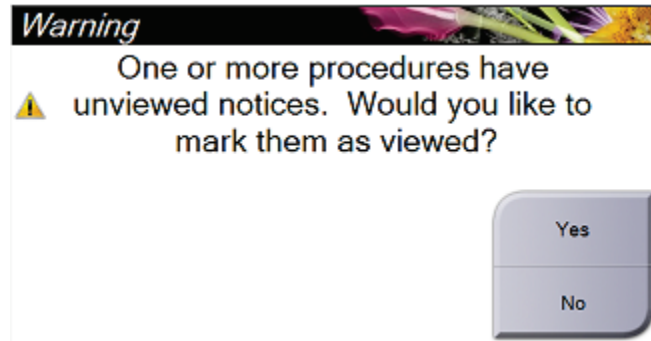 Warning
One or more procedures have
unviewed notices.  Would you like to
mark them as viewed?
Yes
No